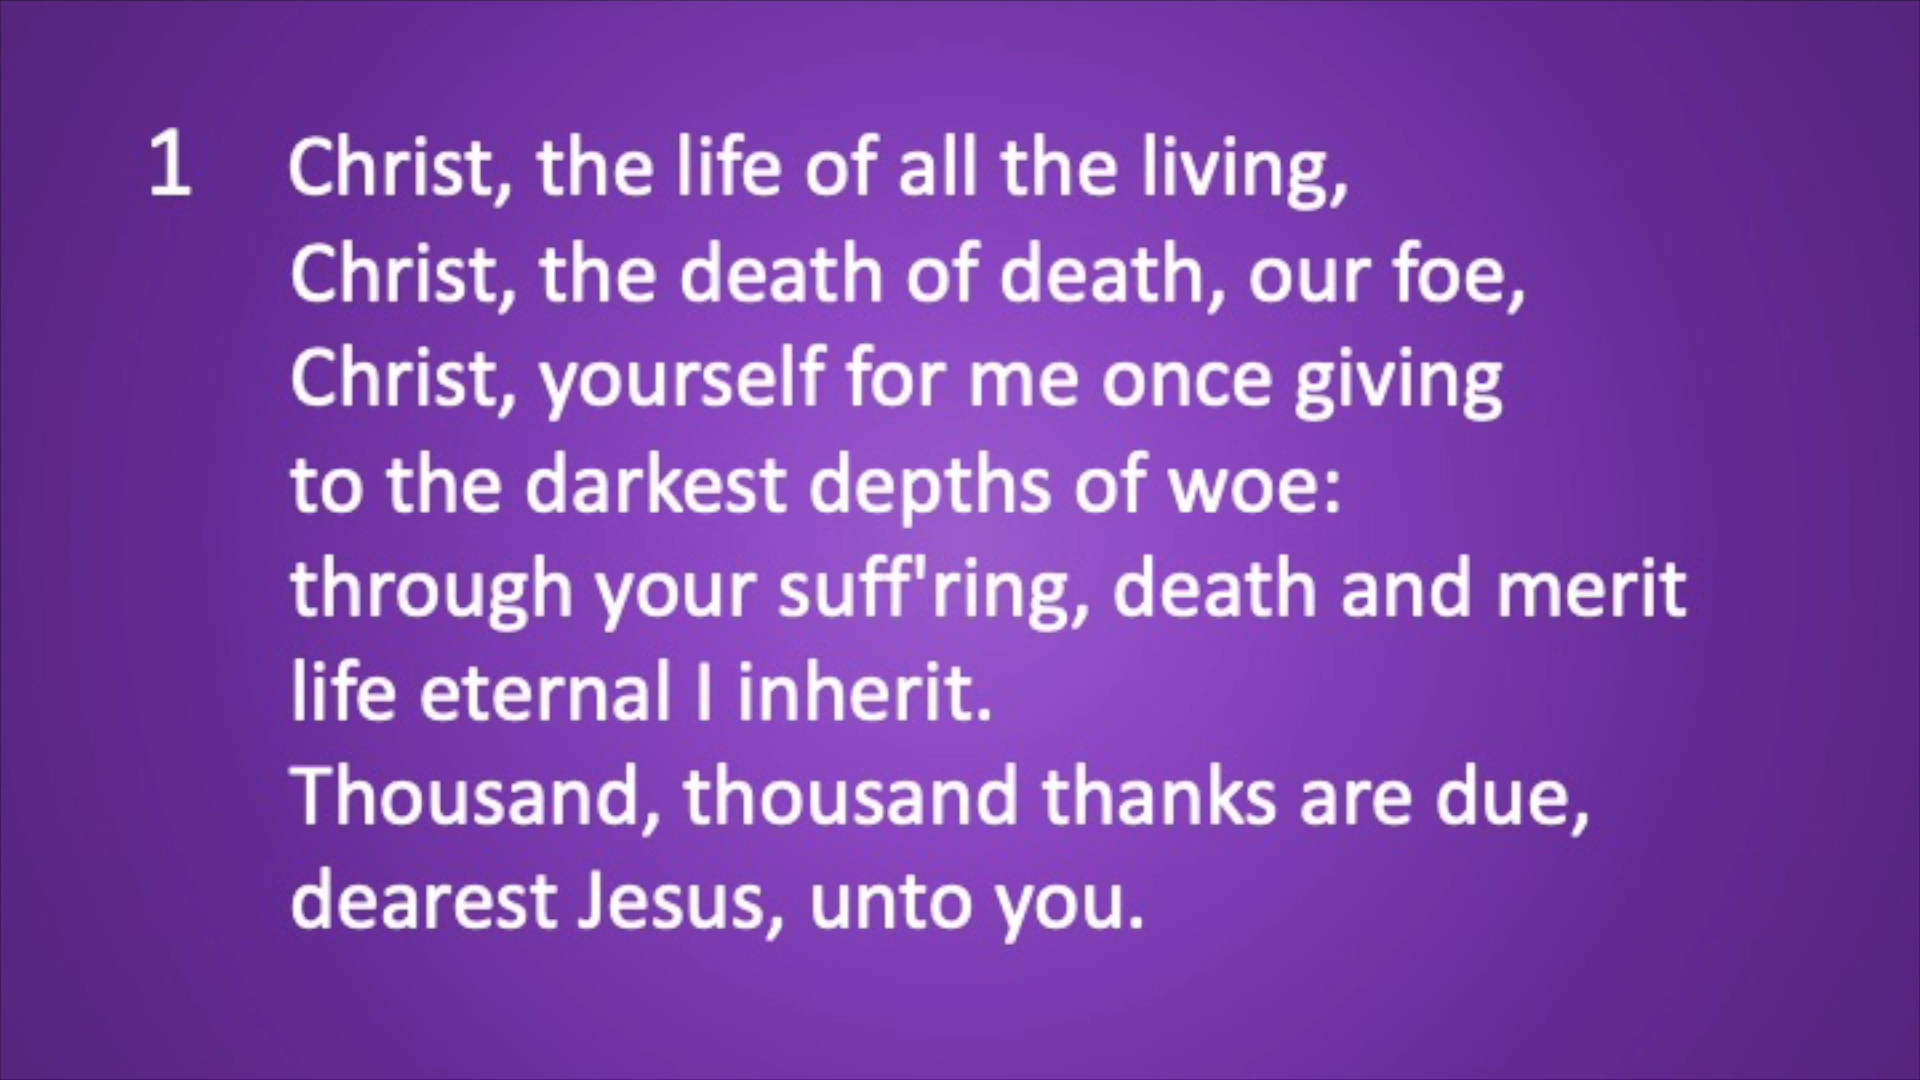 1 Christ, the life of all the living,
Christ, the death of death, our foe,
Christ, yourself for me once giving
to the darkest depths of woe:
through your suff'ring, death and merit
life eternal I inherit.
Thousand, thousand thanks are due,
dearest Jesus, unto you.